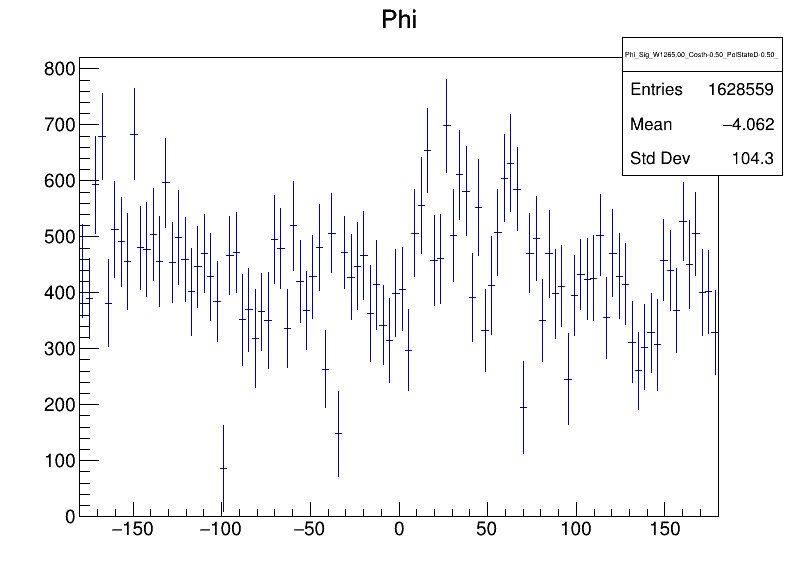 Phi
Phi_Sig_W1265.00_Costh-0.50_PolStateD-0.50_
Entries 1628559
Mean −4.062
Std Dev 104.3
800
700
600
500
400
300
200
100
0
−150 −100 −50 0 50 100 150